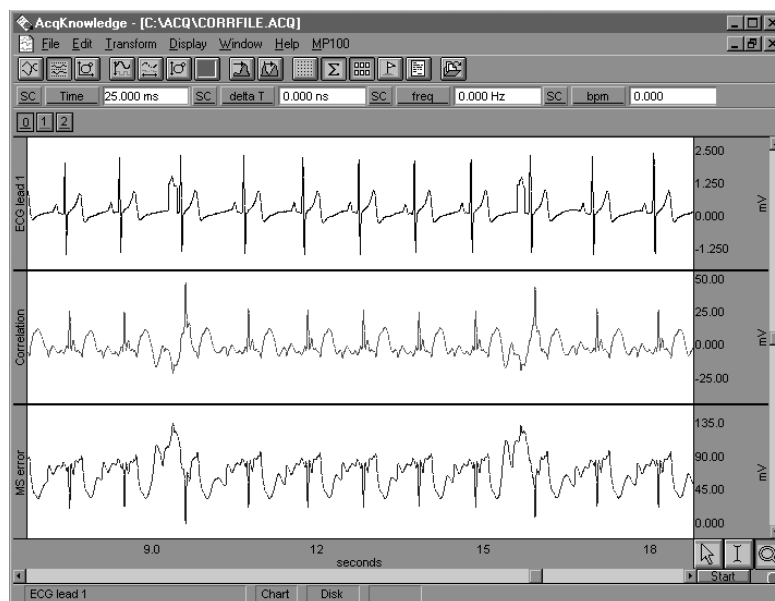 AcqKnowledge - [C:\ACQ\CORRFILE.ACQ]
File Edit Transform Display Window Help MP100
SC Time 25.000 ms SC delta T 0.000 ns SC freq 0.000 Hz SC bpm 0.000
0 1 2
ECG lead 1
2.500
1.250
0.000
-1.250
mV
Correlation
50.00
25.00
0.000
-25.00
mV
MS error
135.0
90.00
45.00
0.000
mV
9.0 12 15 18
seconds
Start
ECG lead 1 Chart Disk